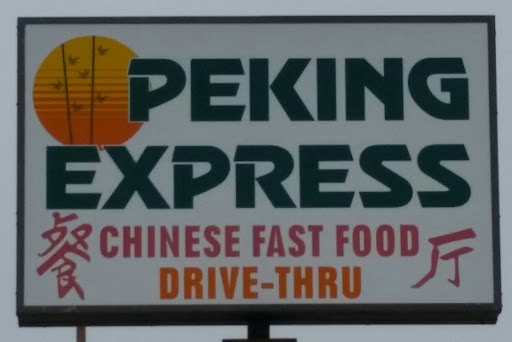 PEKING
EXPRESS
餐 CHINESE FAST FOOD 厅
DRIVE-THRU